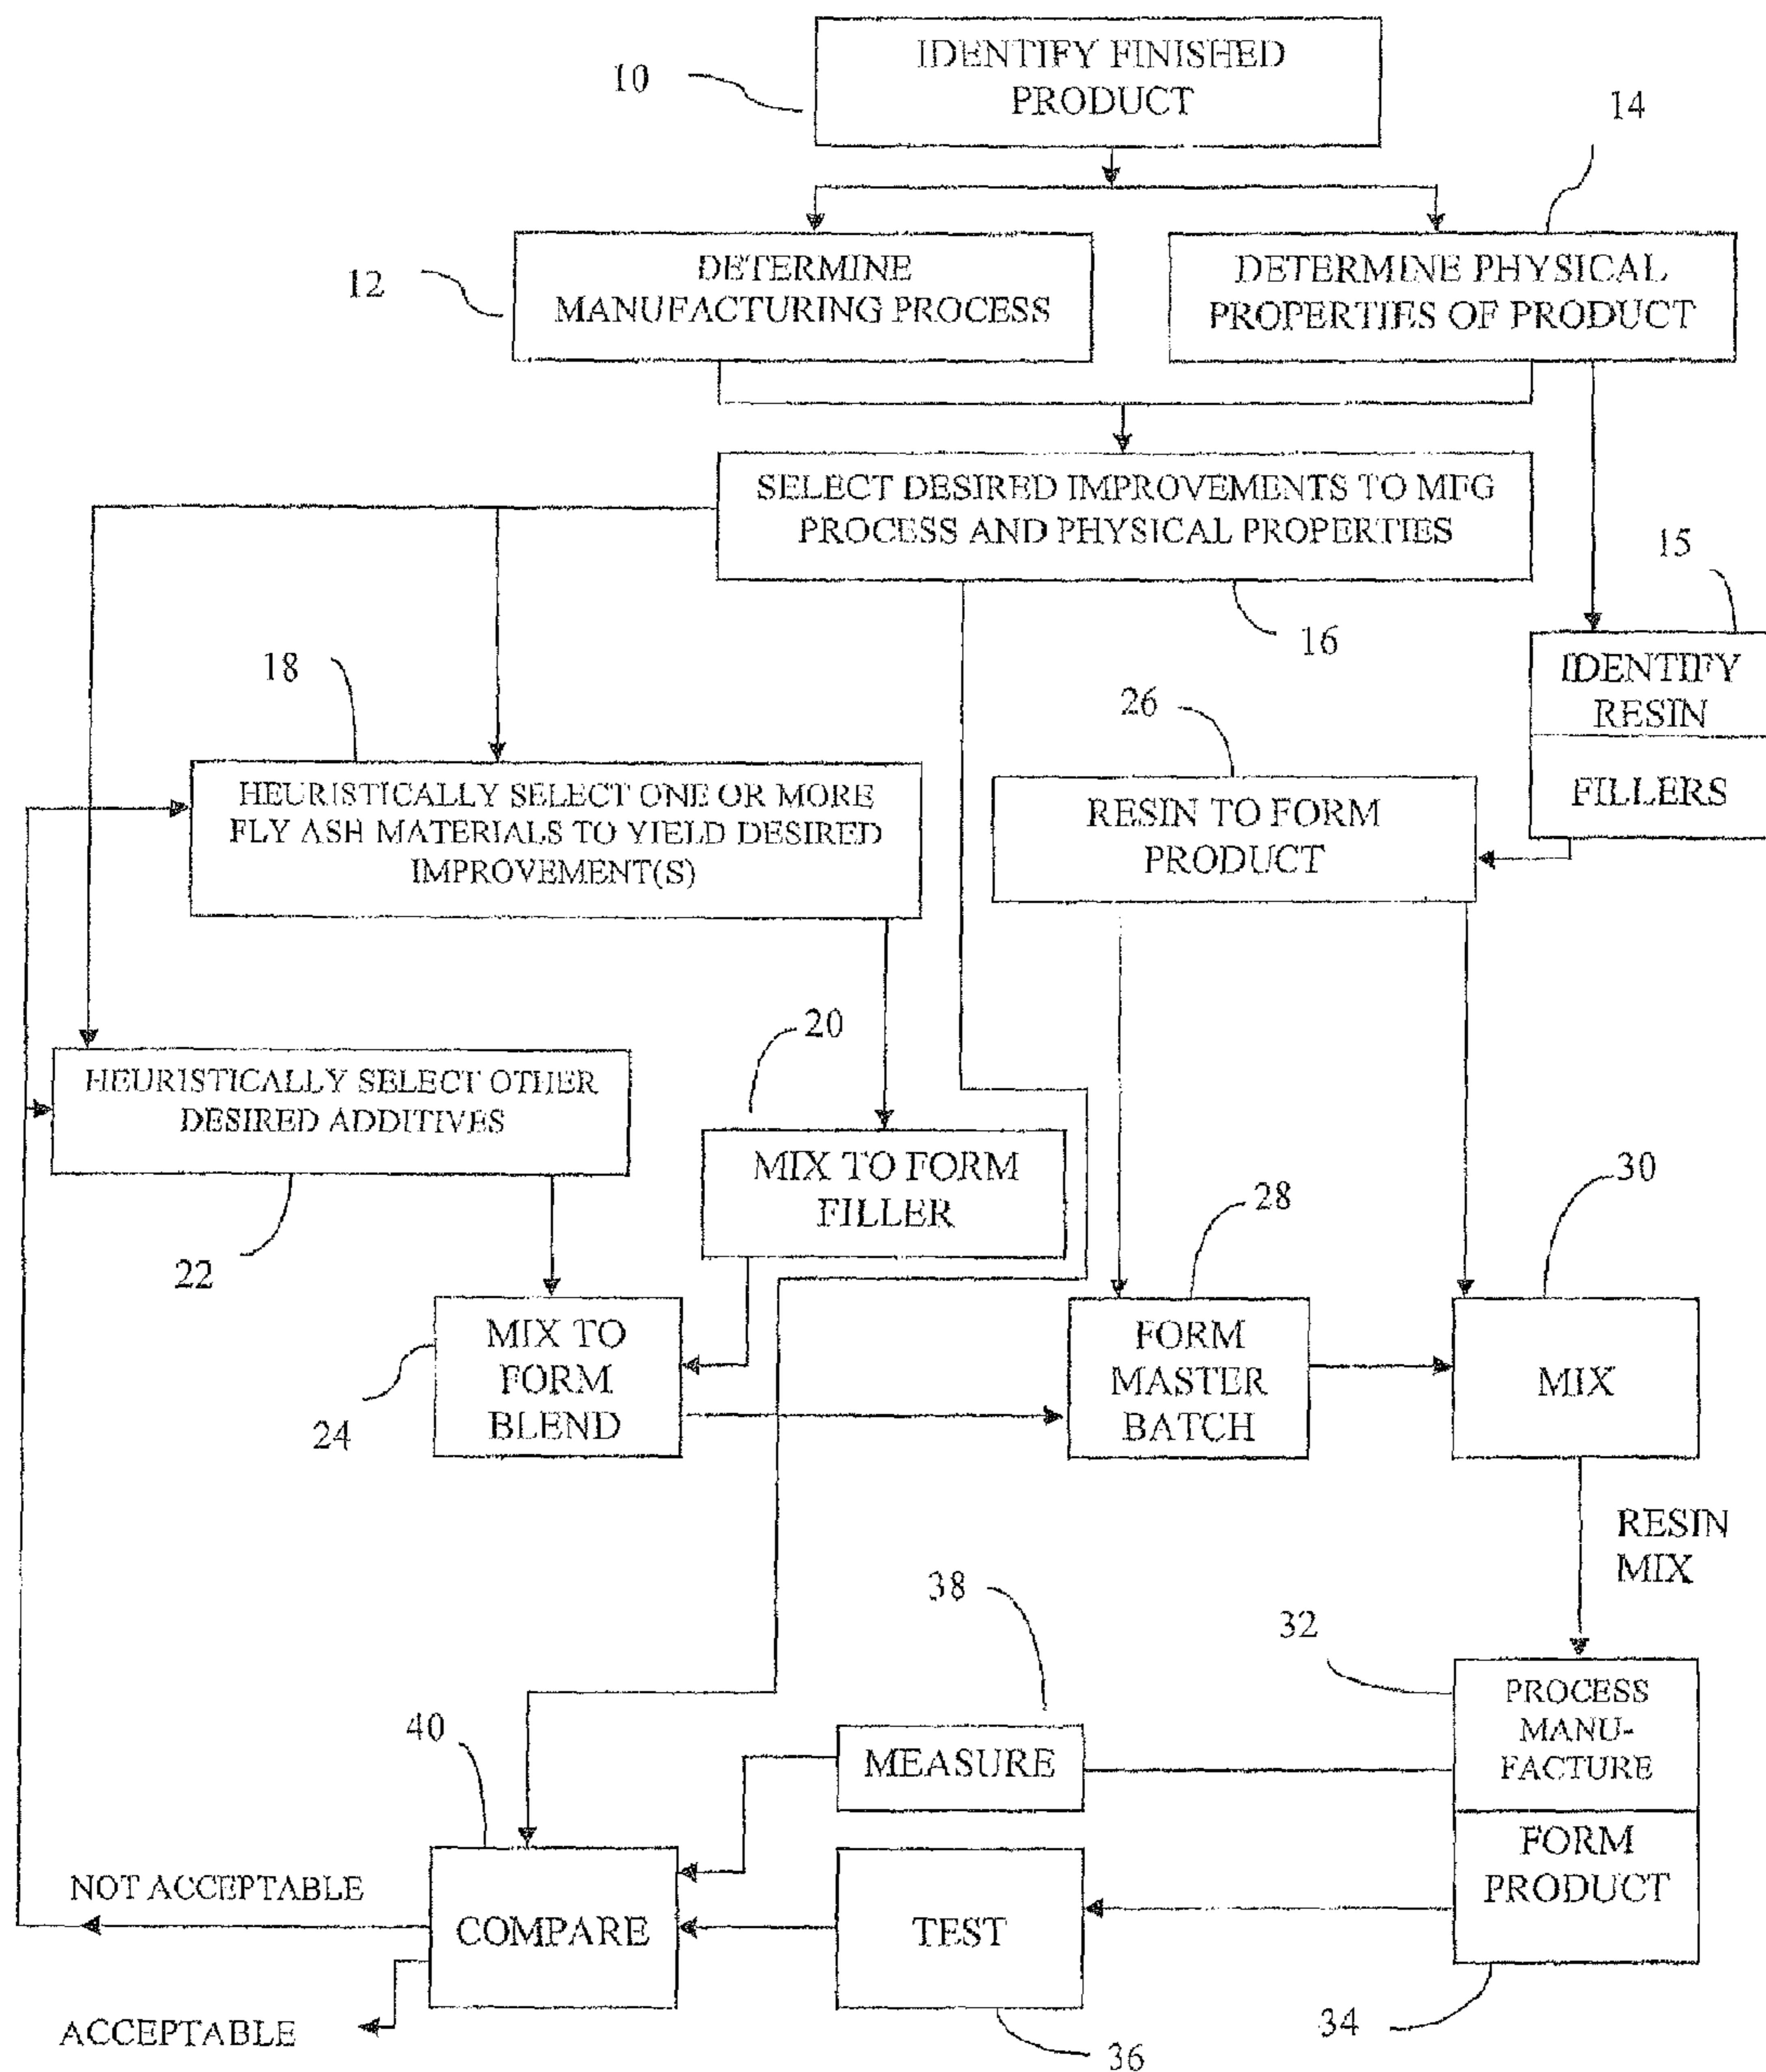 IDENTIFY FINISHED
PRODUCT
10
14
DETERMINE
MANUFACTURING PROCESS
12
DETERMINE PHYSICAL
PROPERTIES OF PRODUCT
SELECT DESIRED IMPROVEMENTS TO MFG
PROCESS AND PHYSICAL PROPERTIES
16
15
IDENTIFY
RESIN
FILLERS
18
HEURISTICALLY SELECT ONE OR MORE
FLY ASH MATERIALS TO YIELD DESIRED
IMPROVEMENT(S)
26
RESIN TO FORM
PRODUCT
20
HEURISTICALLY SELECT OTHER
DESIRED ADDITIVES
22
MIX TO FORM
FILLER
28
30
MIX TO
FORM
BLEND
24
FORM
MASTER
BATCH
MIX
RESIN
MIX
38
32
PROCESS
MANU-
FACTURE
40
MEASURE
FORM
PRODUCT
34
NOT ACCEPTABLE
COMPARE
TEST
36
ACCEPTABLE